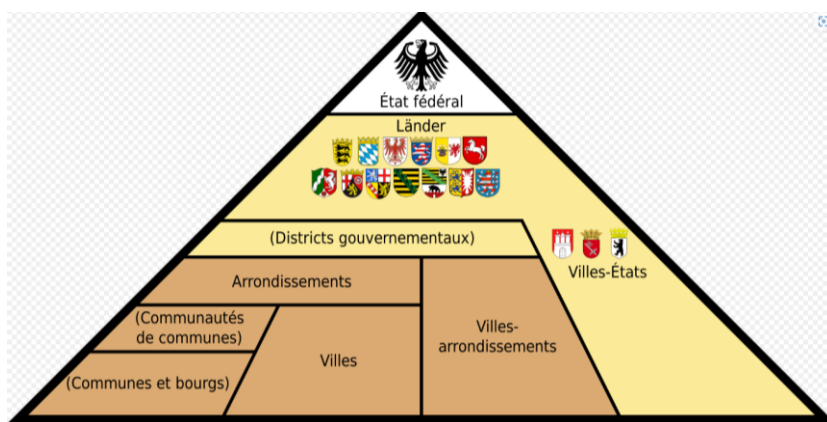 État fédéral
Länder
(Districts gouvernementaux)
Villes-États
Arrondissements
(Communautés
de communes)
Villes
Villes-
arrondissements
(Communes et bourgs)